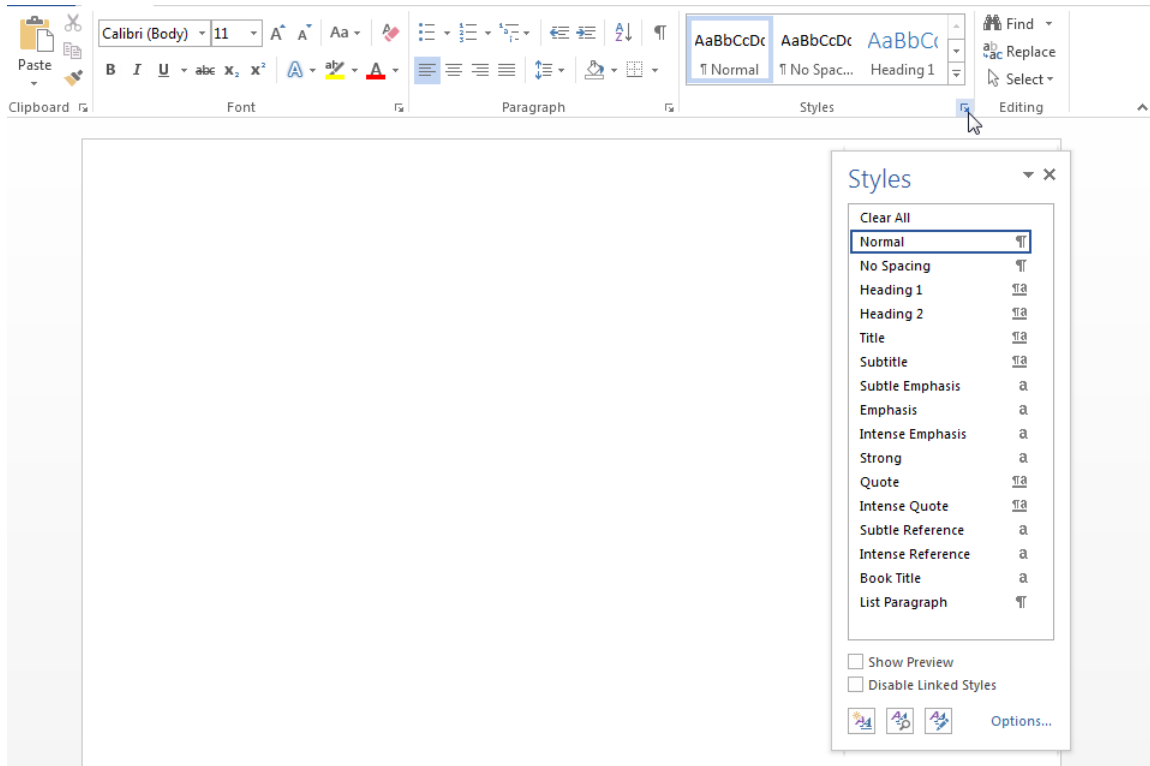 Calibri (Body) 11 A A Aa
Paste
B I U abc X₂ X² A aby A
Clipboard
Font
Paragraph
AaBbCcDc AaBbCcDc AaBbCc
¶ Normal ¶ No Spac... Heading 1
Styles
Find
Replace
Select
Editing
Styles
Clear All
Normal ¶
No Spacing ¶
Heading 1 ¶a
Heading 2 ¶a
Title ¶a
Subtitle ¶a
Subtle Emphasis a
Emphasis a
Intense Emphasis a
Strong a
Quote ¶a
Intense Quote ¶a
Subtle Reference a
Intense Reference a
Book Title a
List Paragraph ¶
Show Preview
Disable Linked Styles
Options...